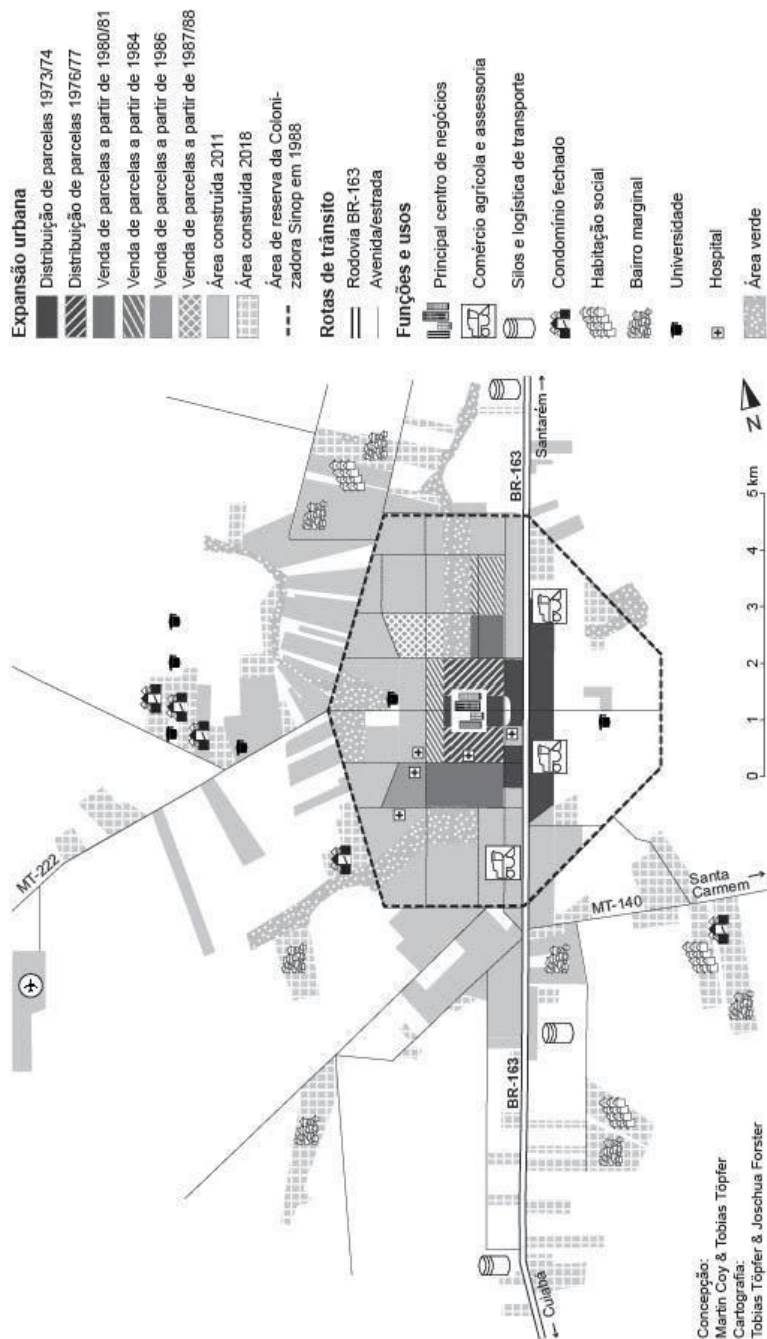 Expansão urbana
Distribuição de parcelas 1973/74
Distribuição de parcelas 1976/77
Venda de parcelas a partir de 1980/81
Venda de parcelas a partir de 1984
Venda de parcelas a partir de 1986
Venda de parcelas a partir de 1987/88
Área construída 2011
Área construída 2018
Área de reserva da Coloni-
zadora Sinop em 1988
Rotas de trânsito
Rodovia BR-163
Avenida/estrada
Funções e usos
Principal centro de negócios
Comércio agrícola e assessoria
Silos e logística de transporte
Condomínio fechado
Habitação social
Bairro marginal
Universidade
Hospital
Área verde
MT-222
BR-163
Santarém →
BR-163
← Cuiabá
MT-140
Santa
Carmem →
N
0 1 2 3 4 5 km
Concepção:
Martin Coy & Tobias Töpfer
Cartografia:
Tobias Töpfer & Joschua Forster